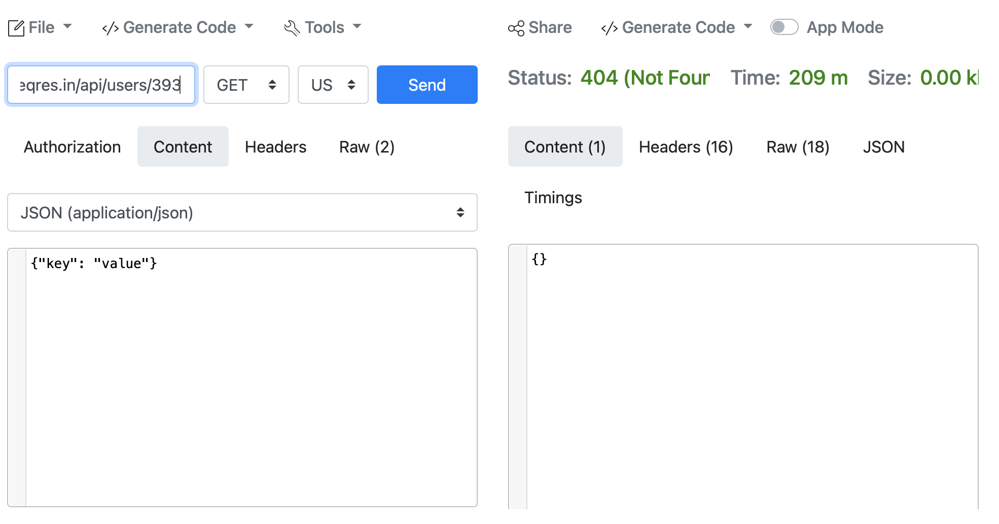 File
</> Generate Code
Tools
Share
</> Generate Code
App Mode
eqres.in/api/users/393
GET
US
Send
Status: 404 (Not Four
Time: 209 m
Size: 0.00 k
Authorization
Content
Headers
Raw (2)
Content (1)
Headers (16)
Raw (18)
JSON
Timings
JSON (application/json)
{"key": "value"}
{}